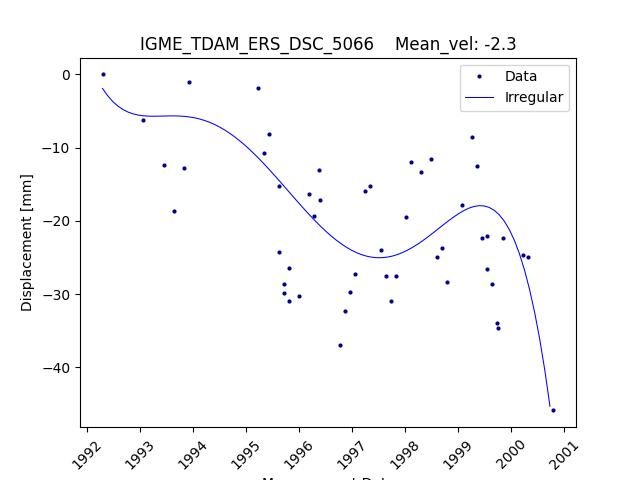 IGME_TDAM_ERS_DSC_5066    Mean_vel: -2.3
Data
Irregular
Displacement [mm]
0
−10
−20
−30
−40
1992 1993 1994 1995 1996 1997 1998 1999 2000 2001